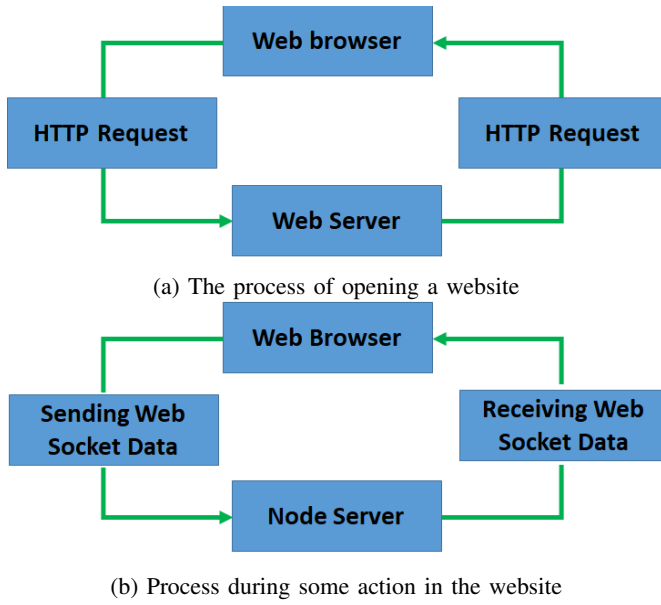 Web browser
HTTP Request
HTTP Request
Web Server
(a) The process of opening a website
Web Browser
Sending Web
Socket Data
Receiving Web
Socket Data
Node Server
(b) Process during some action in the website